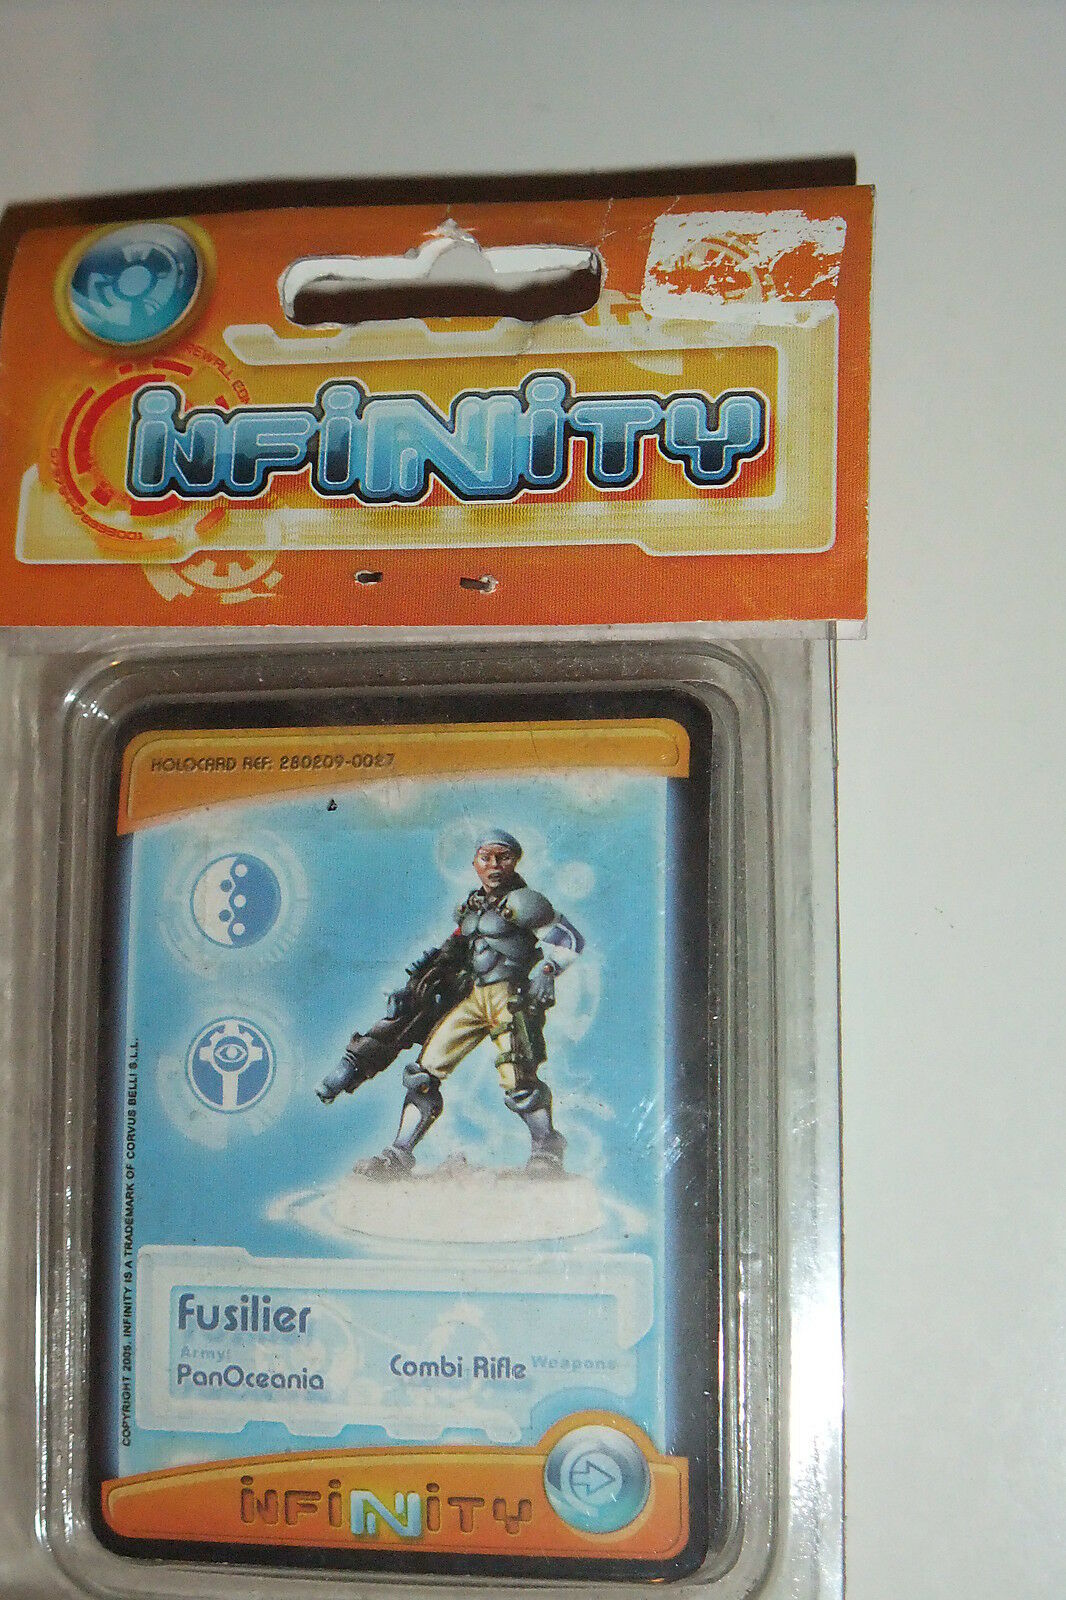 INFINITY
HOLOCARD REF: 280209-0027
COPYRIGHT 2005. INFINITY IS A TRADEMARK OF CORVUS BELLI S.L.L.
Fusilier
Army:
PanOceania
Combi Rifle Weapons
INFINITY